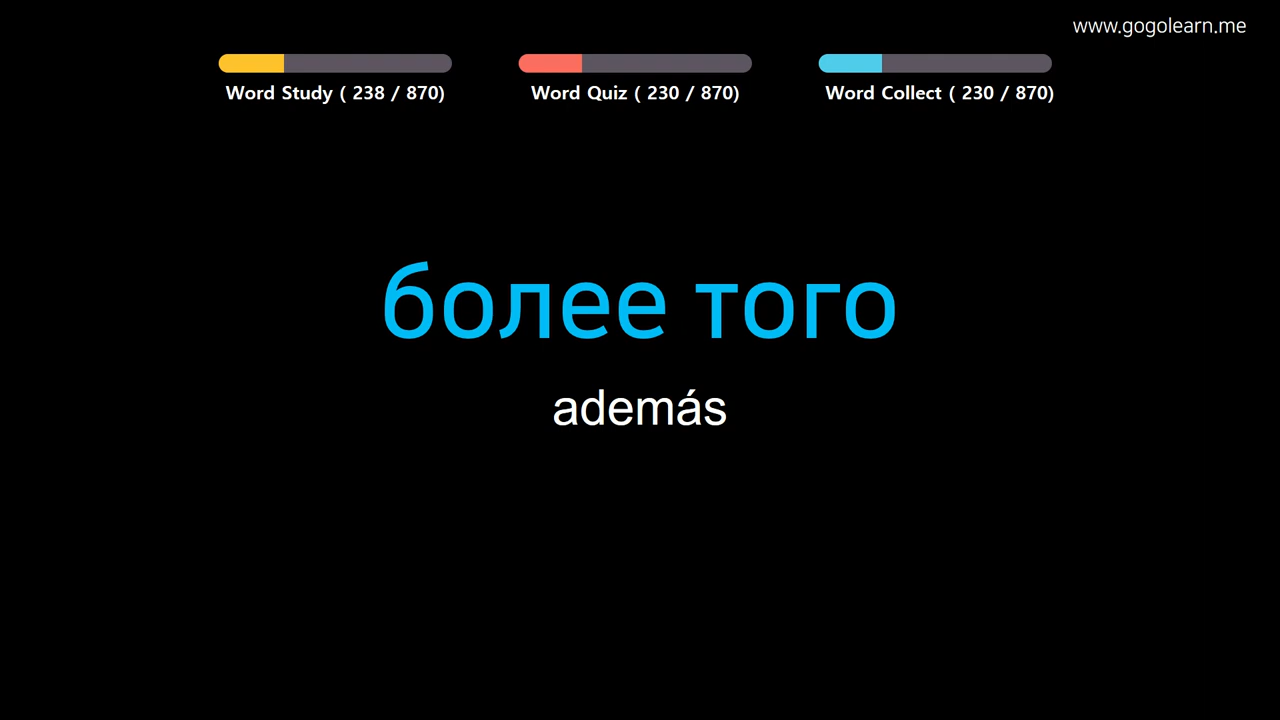 www.gogolearn.me
Word Study ( 238 / 870)
Word Quiz ( 230 / 870)
Word Collect ( 230 / 870)
более того
además